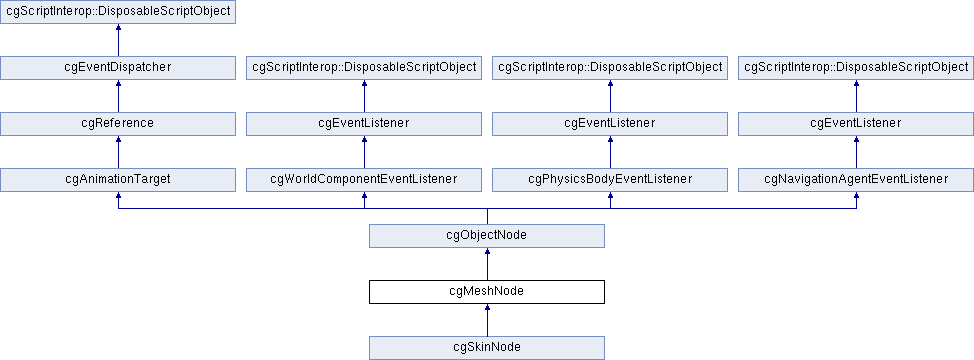 cgScriptInterop::DisposableScriptObject
cgEventDispatcher
cgScriptInterop::DisposableScriptObject
cgScriptInterop::DisposableScriptObject
cgScriptInterop::DisposableScriptObject
cgReference
cgEventListener
cgEventListener
cgEventListener
cgAnimationTarget
cgWorldComponentEventListener
cgPhysicsBodyEventListener
cgNavigationAgentEventListener
cgObjectNode
cgMeshNode
cgSkinNode